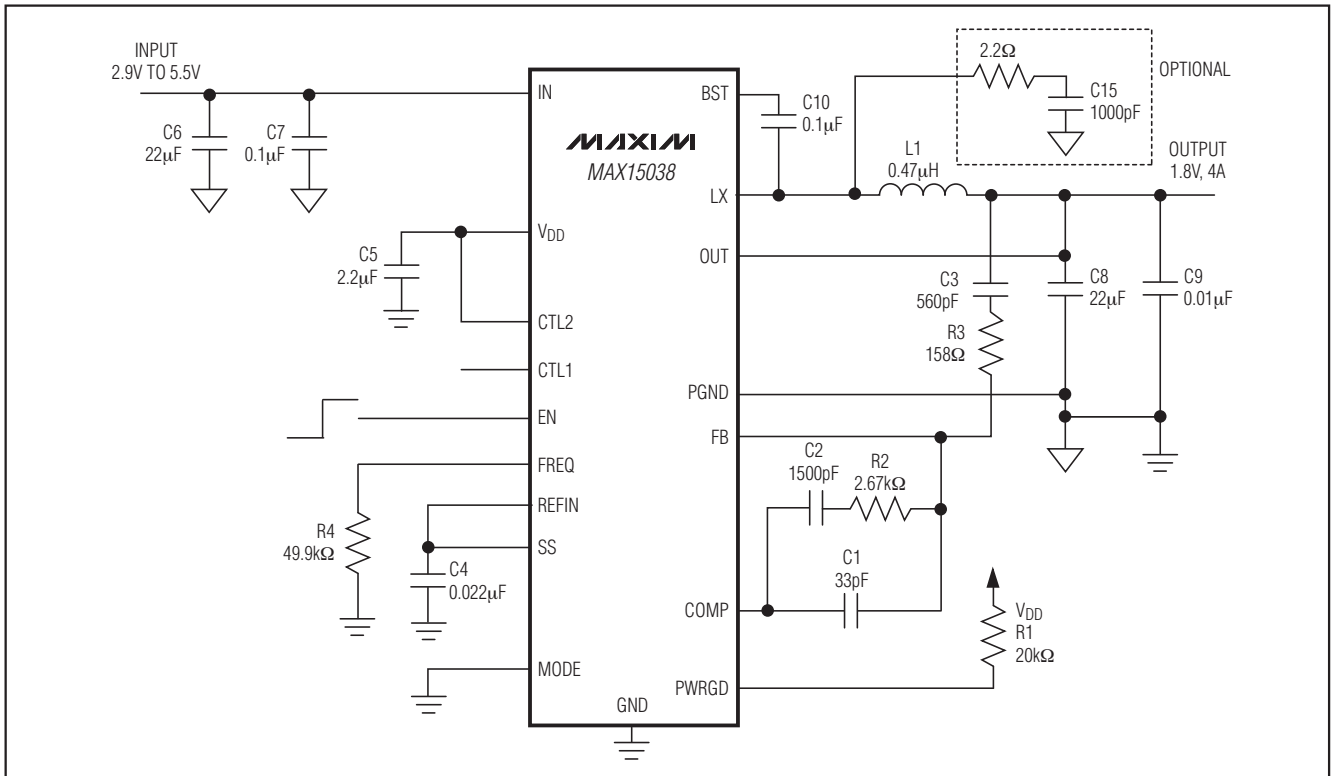 INPUT
2.9V TO 5.5V
C6
22µF
C7
0.1µF
IN
MAXIM
MAX15038
BST
C10
0.1µF
2.2Ω
C15
1000pF
OPTIONAL
L1
0.47µH
OUTPUT
1.8V, 4A
LX
VDD
C5
2.2µF
OUT
C3
560pF
C8
22µF
C9
0.01µF
CTL2
R3
158Ω
CTL1
PGND
EN
FB
C2
1500pF
R2
2.67kΩ
FREQ
REFIN
R4
49.9kΩ
SS
C4
0.022µF
C1
33pF
COMP
VDD
R1
20kΩ
MODE
PWRGD
GND